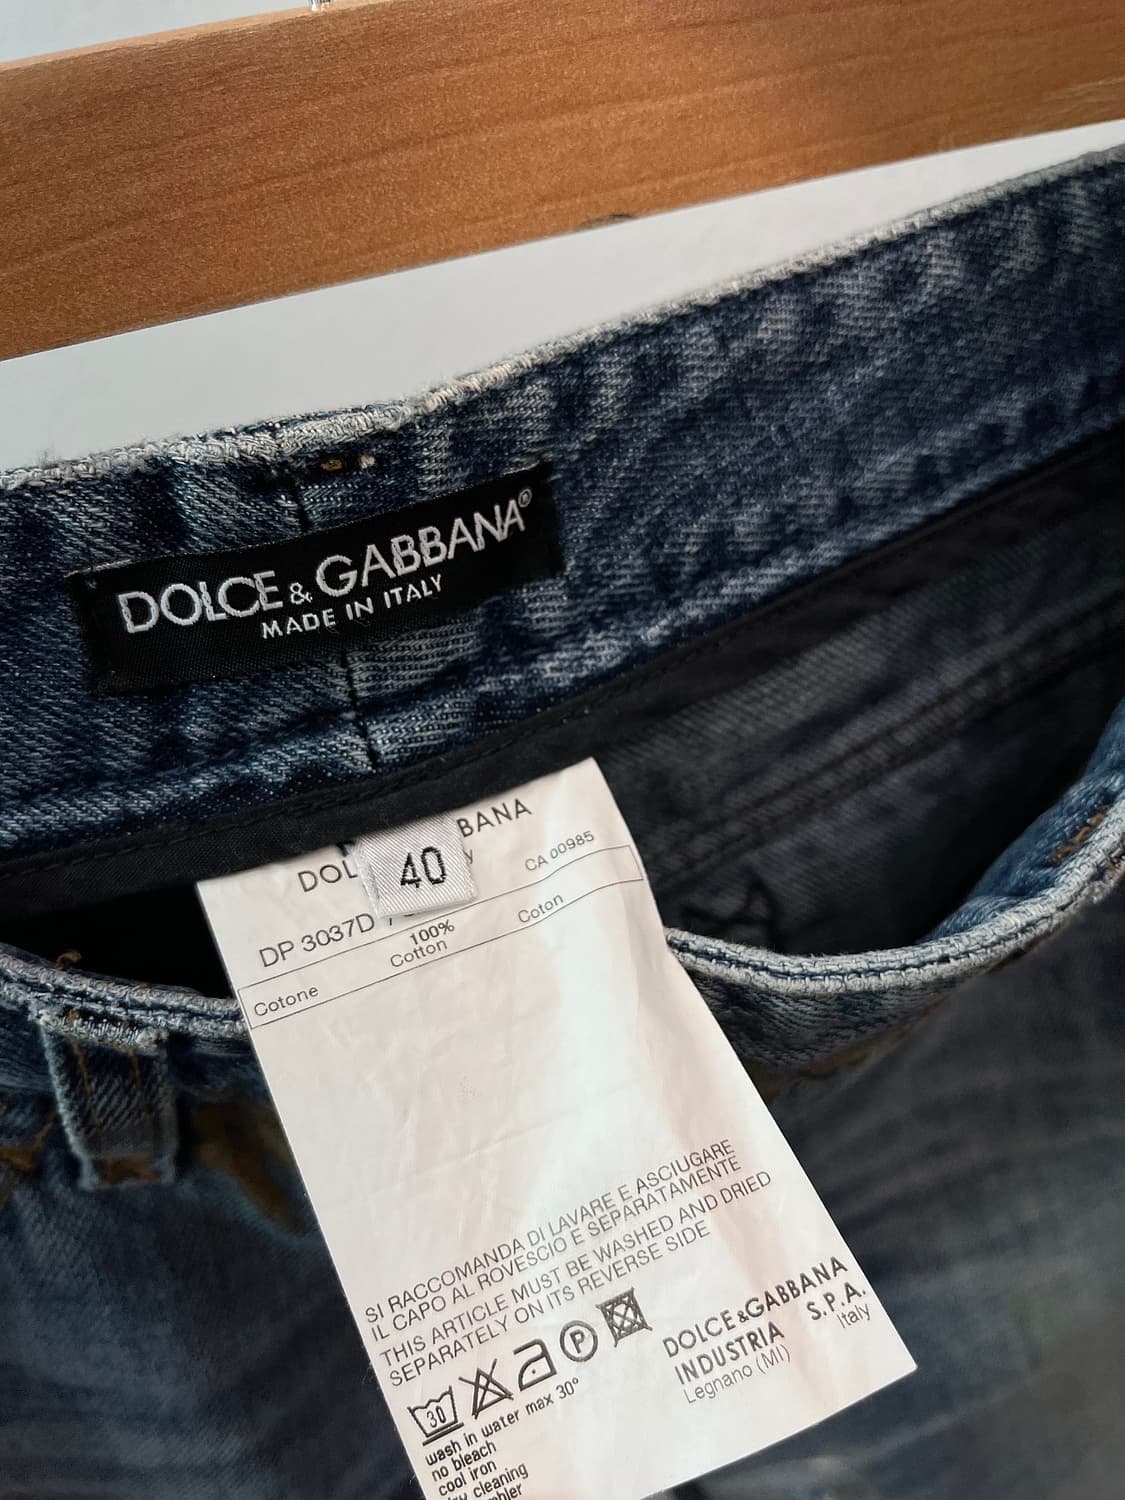 DOLCE & GABBANA®
MADE IN ITALY
BANA
DOL
40
CA 00985
DP 3037D
100%
Cotone
Cotton
Coton
SI RACCOMANDA DI LAVARE E ASCIUGARE
IL CAPO AL ROVESCIO E SEPARATAMENTE
THIS ARTICLE MUST BE WASHED AND DRIED
SEPARATELY ON ITS REVERSE SIDE
30
P
wash in water max 30°
no bleach
cool iron
cleaning
DOLCE&GABBANA
INDUSTRIA S.P.A.
Legnano (MI) Italy